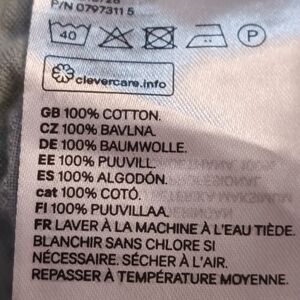 P/N 0797311 5
40
P
clevercare.info
GB 100% COTTON.
CZ 100% BAVLNA.
DE 100% BAUMWOLLE.
EE 100% PUUVILL.
ES 100% ALGODÓN.
cat 100% COTÓ.
FI 100% PUUVILLAA.
FR LAVER À LA MACHINE À L'EAU TIÈDE.
BLANCHIR SANS CHLORE SI
NÉCESSAIRE. SÉCHER À L'AIR.
REPASSER À TEMPÉRATURE MOYENNE.